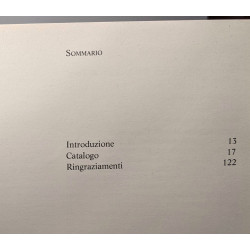 SOMMARIO
Introduzione 13
Catalogo 17
Ringraziamenti 122